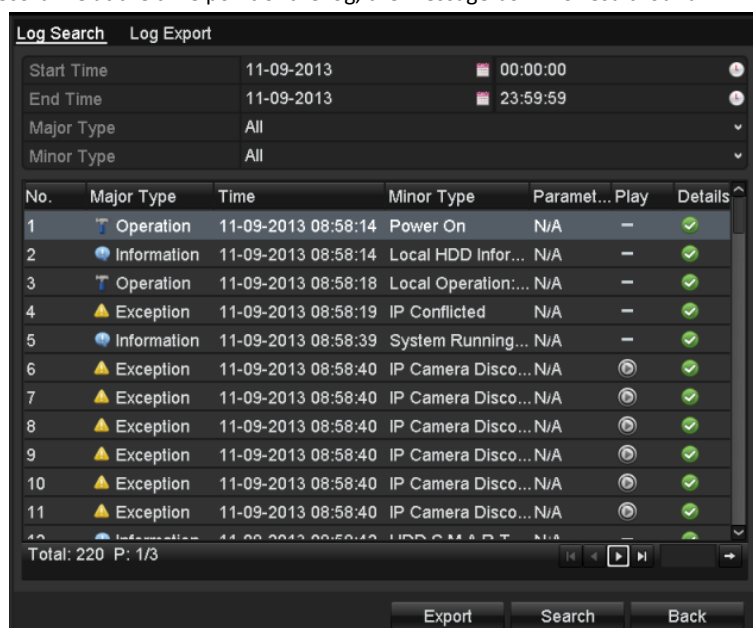 Log Search Log Export
Start Time 11-09-2013 00:00:00
End Time 11-09-2013 23:59:59
Major Type All
Minor Type All
No. Major Type Time Minor Type Paramet... Play Details
1 Operation 11-09-2013 08:58:14 Power On N/A –
2 Information 11-09-2013 08:58:14 Local HDD Infor... N/A –
3 Operation 11-09-2013 08:58:18 Local Operation:... N/A –
4 Exception 11-09-2013 08:58:19 IP Conflicted N/A –
5 Information 11-09-2013 08:58:39 System Running... N/A –
6 Exception 11-09-2013 08:58:40 IP Camera Disco... N/A
7 Exception 11-09-2013 08:58:40 IP Camera Disco... N/A
8 Exception 11-09-2013 08:58:40 IP Camera Disco... N/A
9 Exception 11-09-2013 08:58:40 IP Camera Disco... N/A
10 Exception 11-09-2013 08:58:40 IP Camera Disco... N/A
11 Exception 11-09-2013 08:58:40 IP Camera Disco... N/A
Total: 220 P: 1/3
Export Search Back